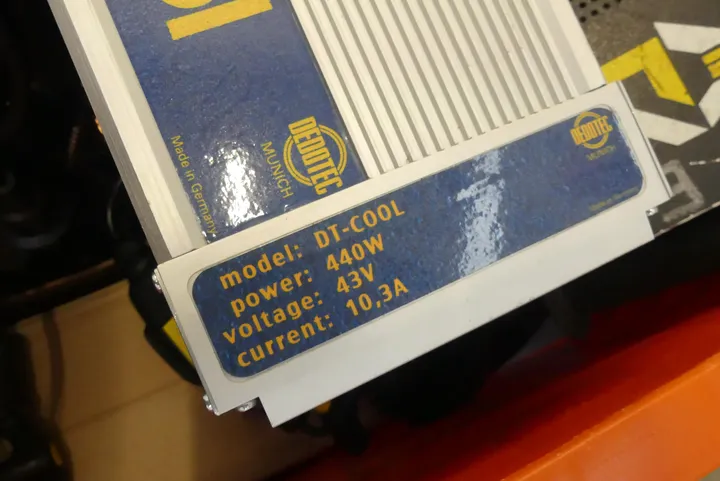 DEDOTEC
MUNICH
Made in Germany
DEDOTEC
MUNICH
model: DT-COOL
power: 440W
voltage: 43V
current: 10,3A